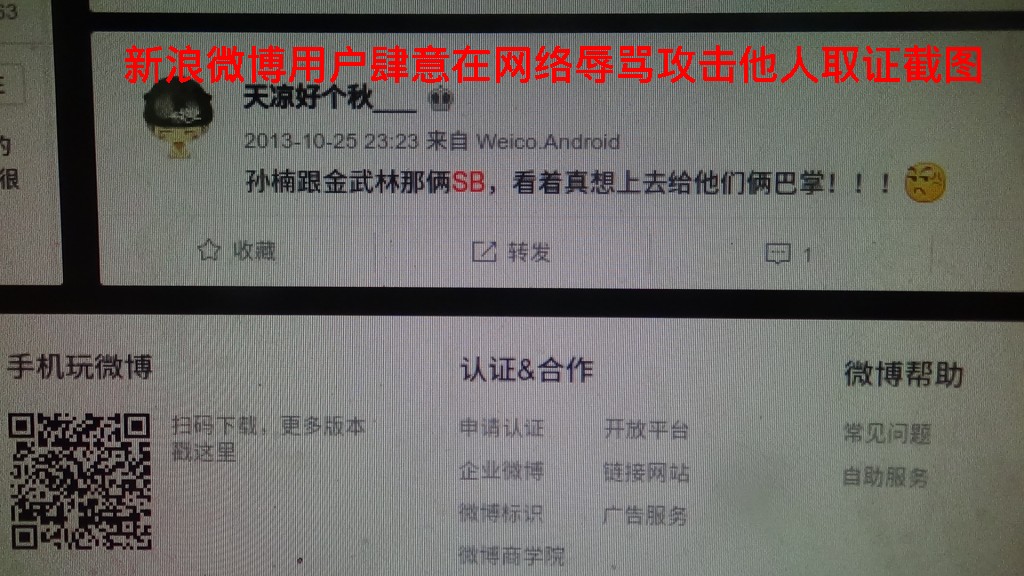 63
新浪微博用户肆意在网络辱骂攻击他人取证截图
天凉好个秋___
2013-10-25 23:23 来自 Weico.Android
的
孙楠跟金武林那俩SB，看着真想上去给他们俩巴掌！！！
很
收藏
转发
1
手机玩微博
认证&合作
微博帮助
扫码下载，更多版本
戳这里
申请认证
开放平台
常见问题
企业微博
链接网站
自助服务
微博标识
广告服务
微博商学院